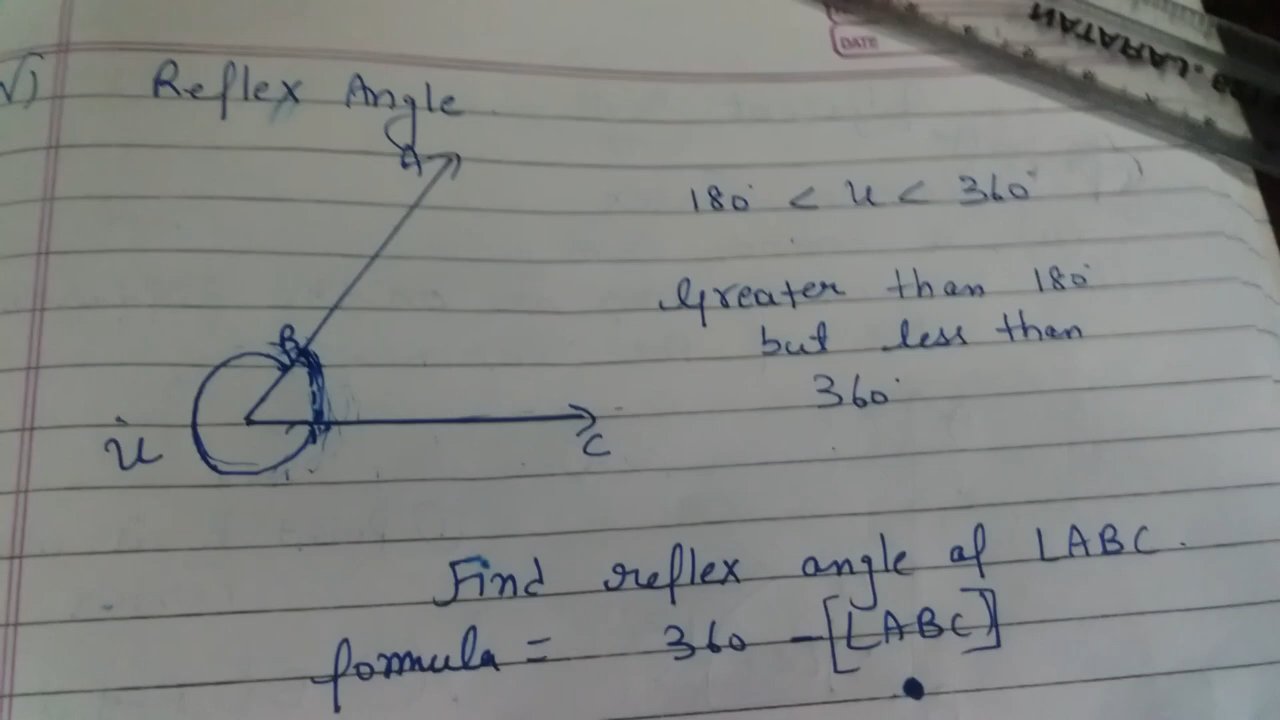 √)
Reflex Angle
DATE
A
180° < x < 360°
Greater than 180°
but less than
360°
B
x
C
Find reflex angle of ∠ABC.
formula = 360 - [∠ABC]